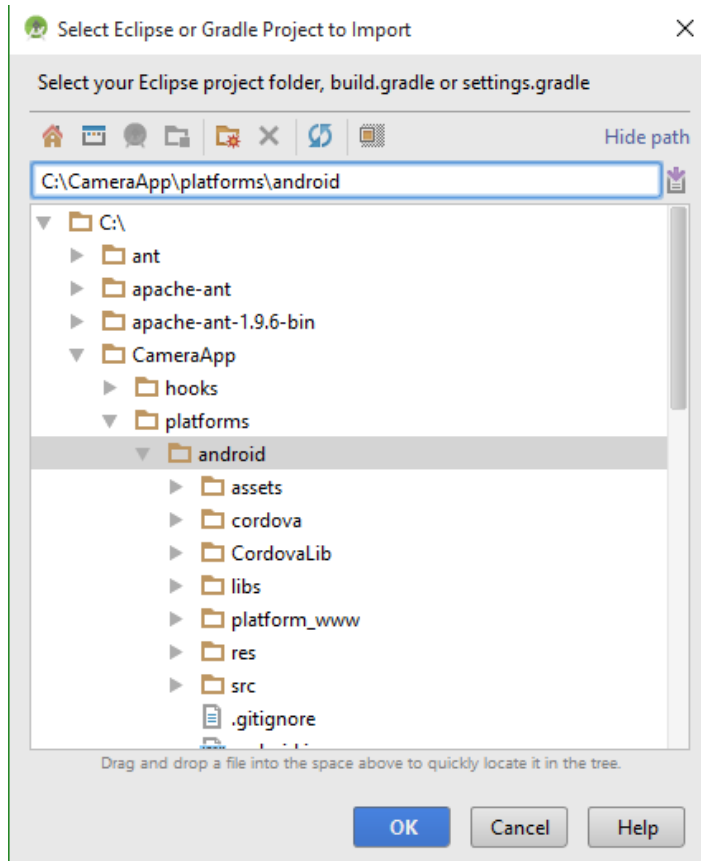 Select Eclipse or Gradle Project to Import
Select your Eclipse project folder, build.gradle or settings.gradle
Hide path
C:\CameraApp\platforms\android
C:\
ant
apache-ant
apache-ant-1.9.6-bin
CameraApp
hooks
platforms
android
assets
cordova
CordovaLib
libs
platform_www
res
src
.gitignore
Drag and drop a file into the space above to quickly locate it in the tree.
OK Cancel Help